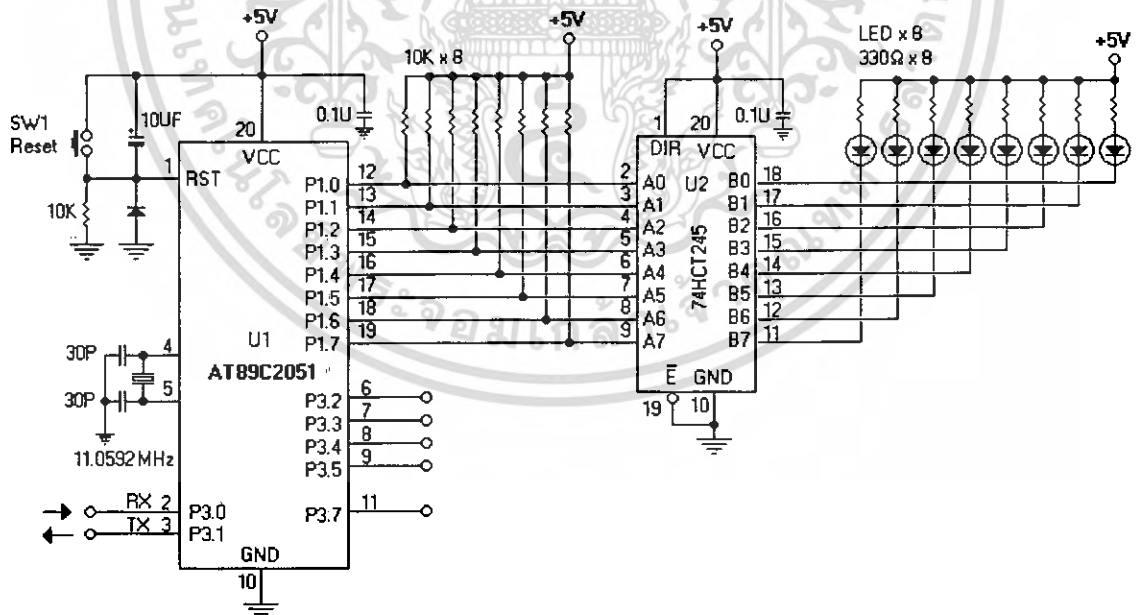 +5V
+5V
+5V
+5V
10K x 8
LED x 8
330Ω x 8
SW1
Reset
10UF
0.1U
0.1U
10K
20
VCC
1
RST
P1.0
12
P1.1
13
P1.2
14
P1.3
15
P1.4
16
P1.5
17
P1.6
18
P1.7
19
U1
AT89C2051
30P
4
30P
5
11.0592 MHz
P3.2
6
P3.3
7
P3.4
8
P3.5
9
P3.7
11
RX 2
P3.0
TX 3
P3.1
GND
10
1
20
DIR VCC
U2
74HCT245
2
A0
B0
18
3
A1
B1
17
4
A2
B2
16
5
A3
B3
15
6
A4
B4
14
7
A5
B5
13
8
A6
B6
12
9
A7
B7
11
E̅ GND
19
10